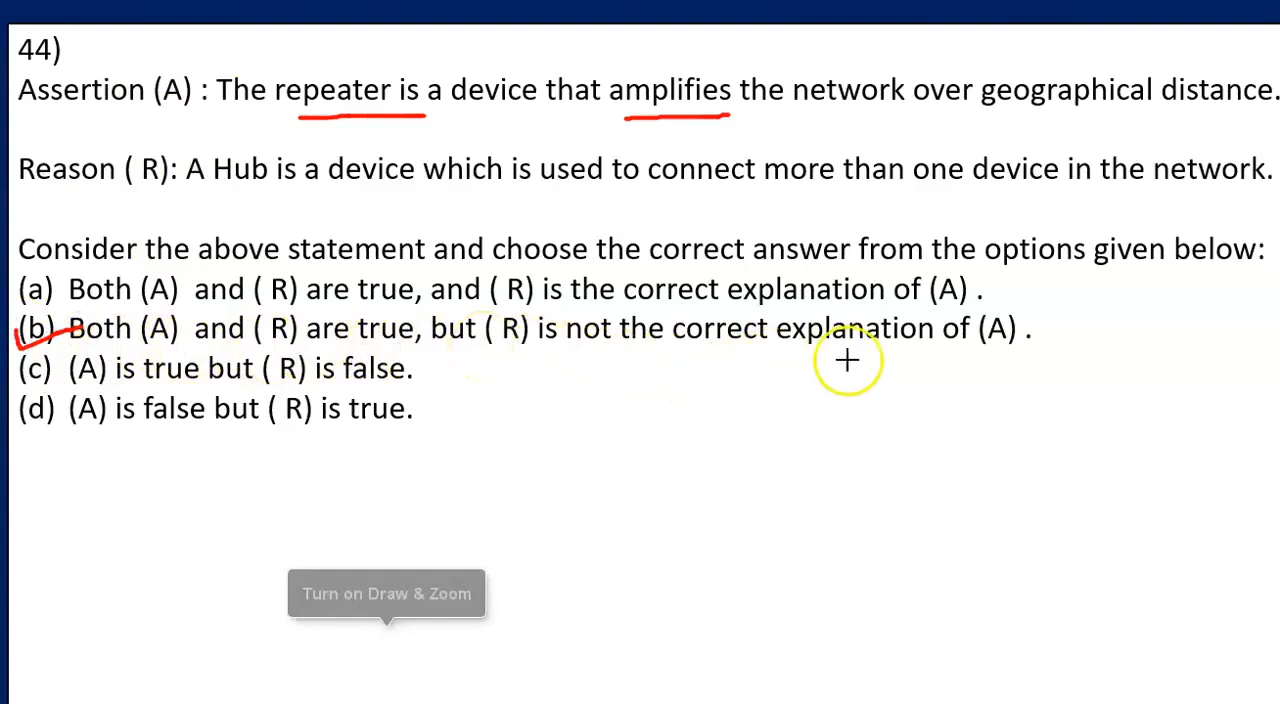 44)
Assertion (A) : The repeater is a device that amplifies the network over geographical distance.
Reason ( R): A Hub is a device which is used to connect more than one device in the network.
Consider the above statement and choose the correct answer from the options given below:
(a) Both (A) and ( R) are true, and ( R) is the correct explanation of (A) .
(b) Both (A) and ( R) are true, but ( R) is not the correct explanation of (A) .
(c) (A) is true but ( R) is false.
(d) (A) is false but ( R) is true.
Turn on Draw & Zoom